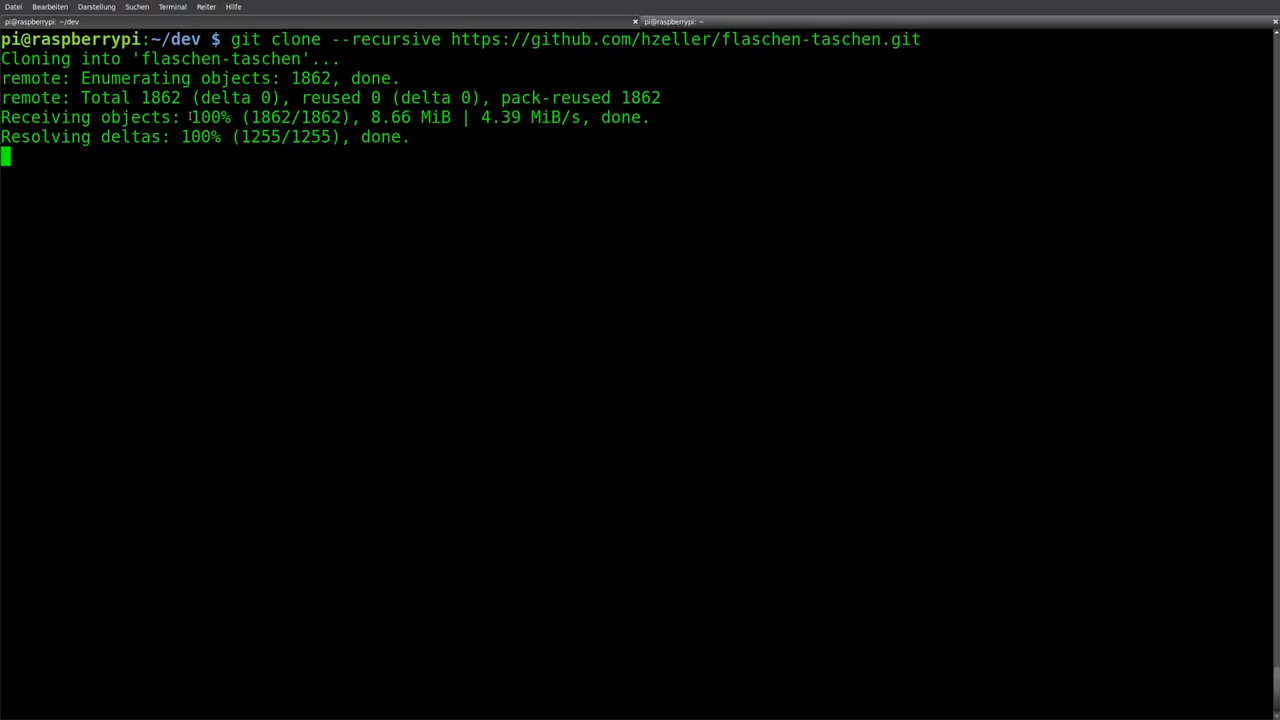 Datei Bearbeiten Darstellung Suchen Terminal Reiter Hilfe
pi@raspberrypi: ~/dev × pi@raspberrypi: ~ ×
pi@raspberrypi:~/dev $ git clone --recursive https://github.com/hzeller/flaschen-taschen.git
Cloning into 'flaschen-taschen'...
remote: Enumerating objects: 1862, done.
remote: Total 1862 (delta 0), reused 0 (delta 0), pack-reused 1862
Receiving objects: 100% (1862/1862), 8.66 MiB | 4.39 MiB/s, done.
Resolving deltas: 100% (1255/1255), done.